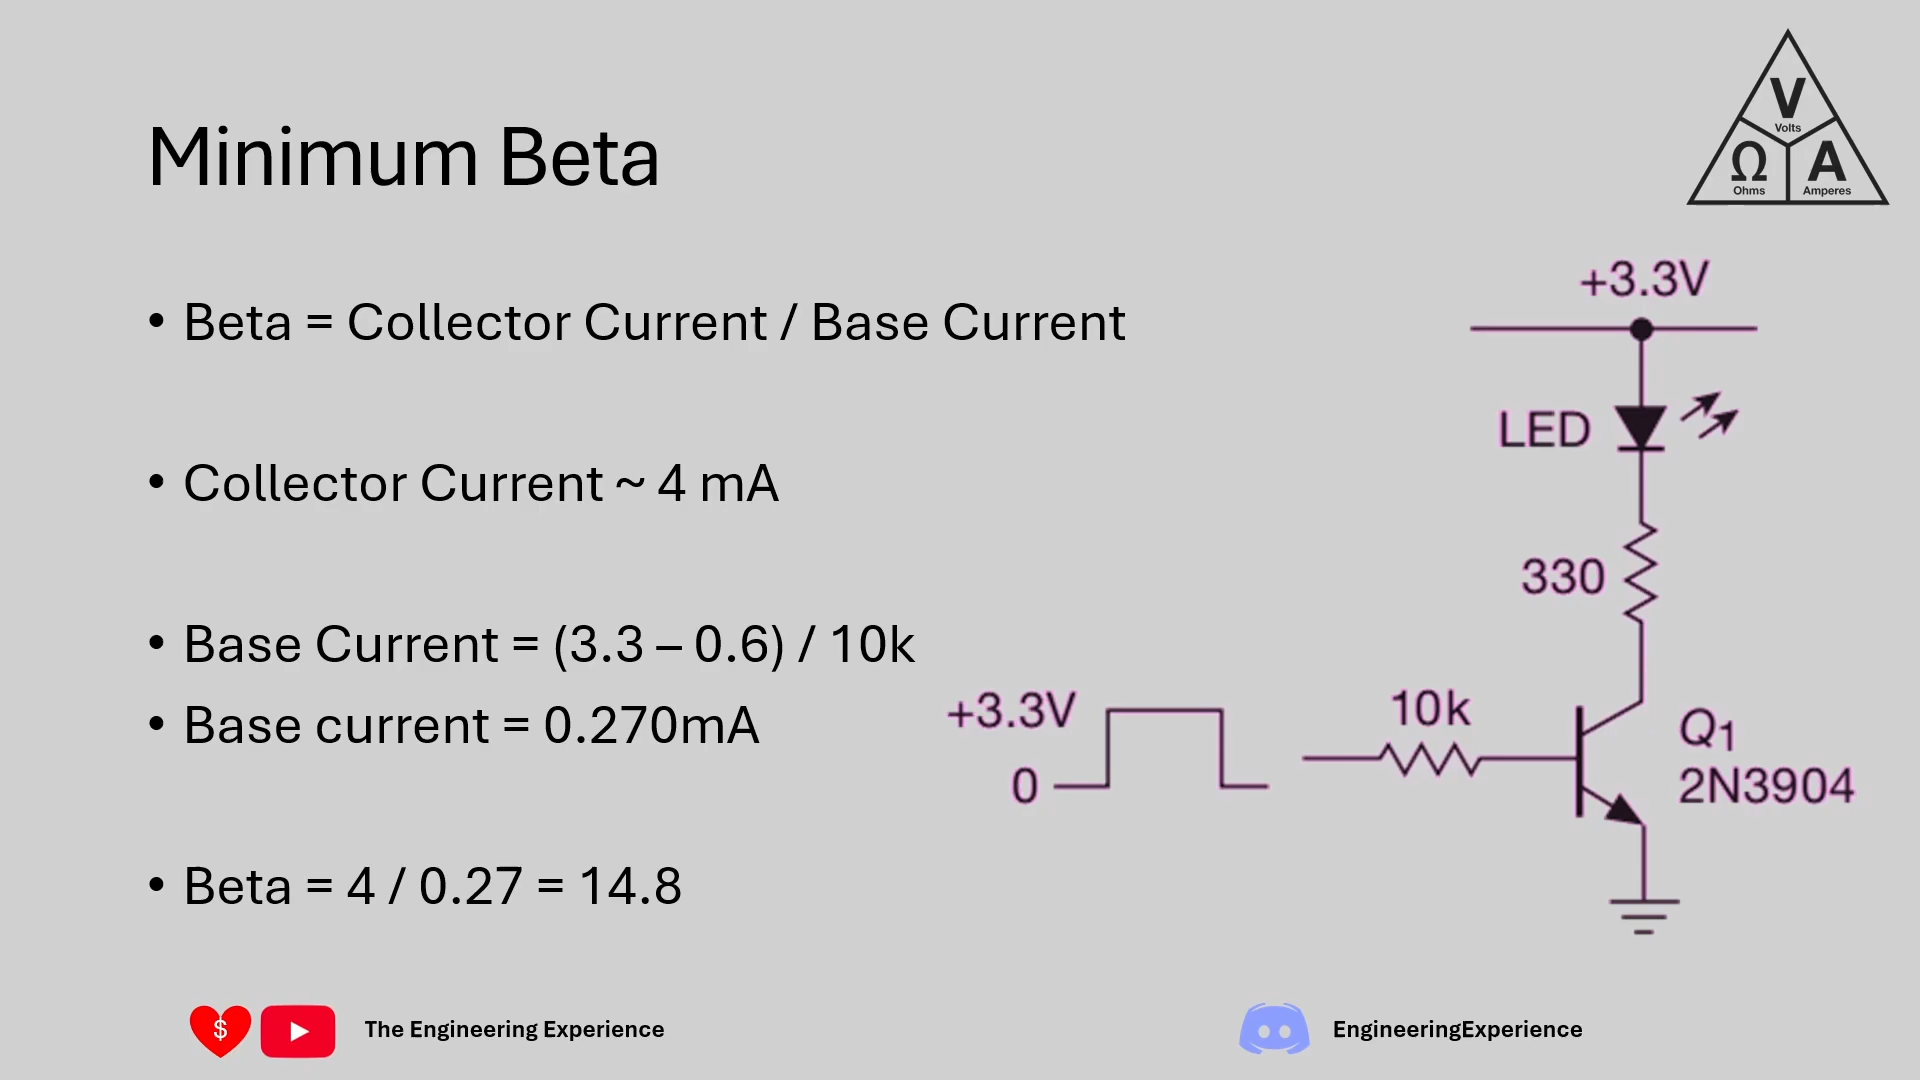 Minimum Beta
V
Volts
Ω
Ohms
A
Amperes
• Beta = Collector Current / Base Current
• Collector Current ~ 4 mA
• Base Current = (3.3 – 0.6) / 10k
• Base current = 0.270mA
• Beta = 4 / 0.27 = 14.8
+3.3V
LED
330
+3.3V
0
10k
Q1
2N3904
$
The Engineering Experience
EngineeringExperience